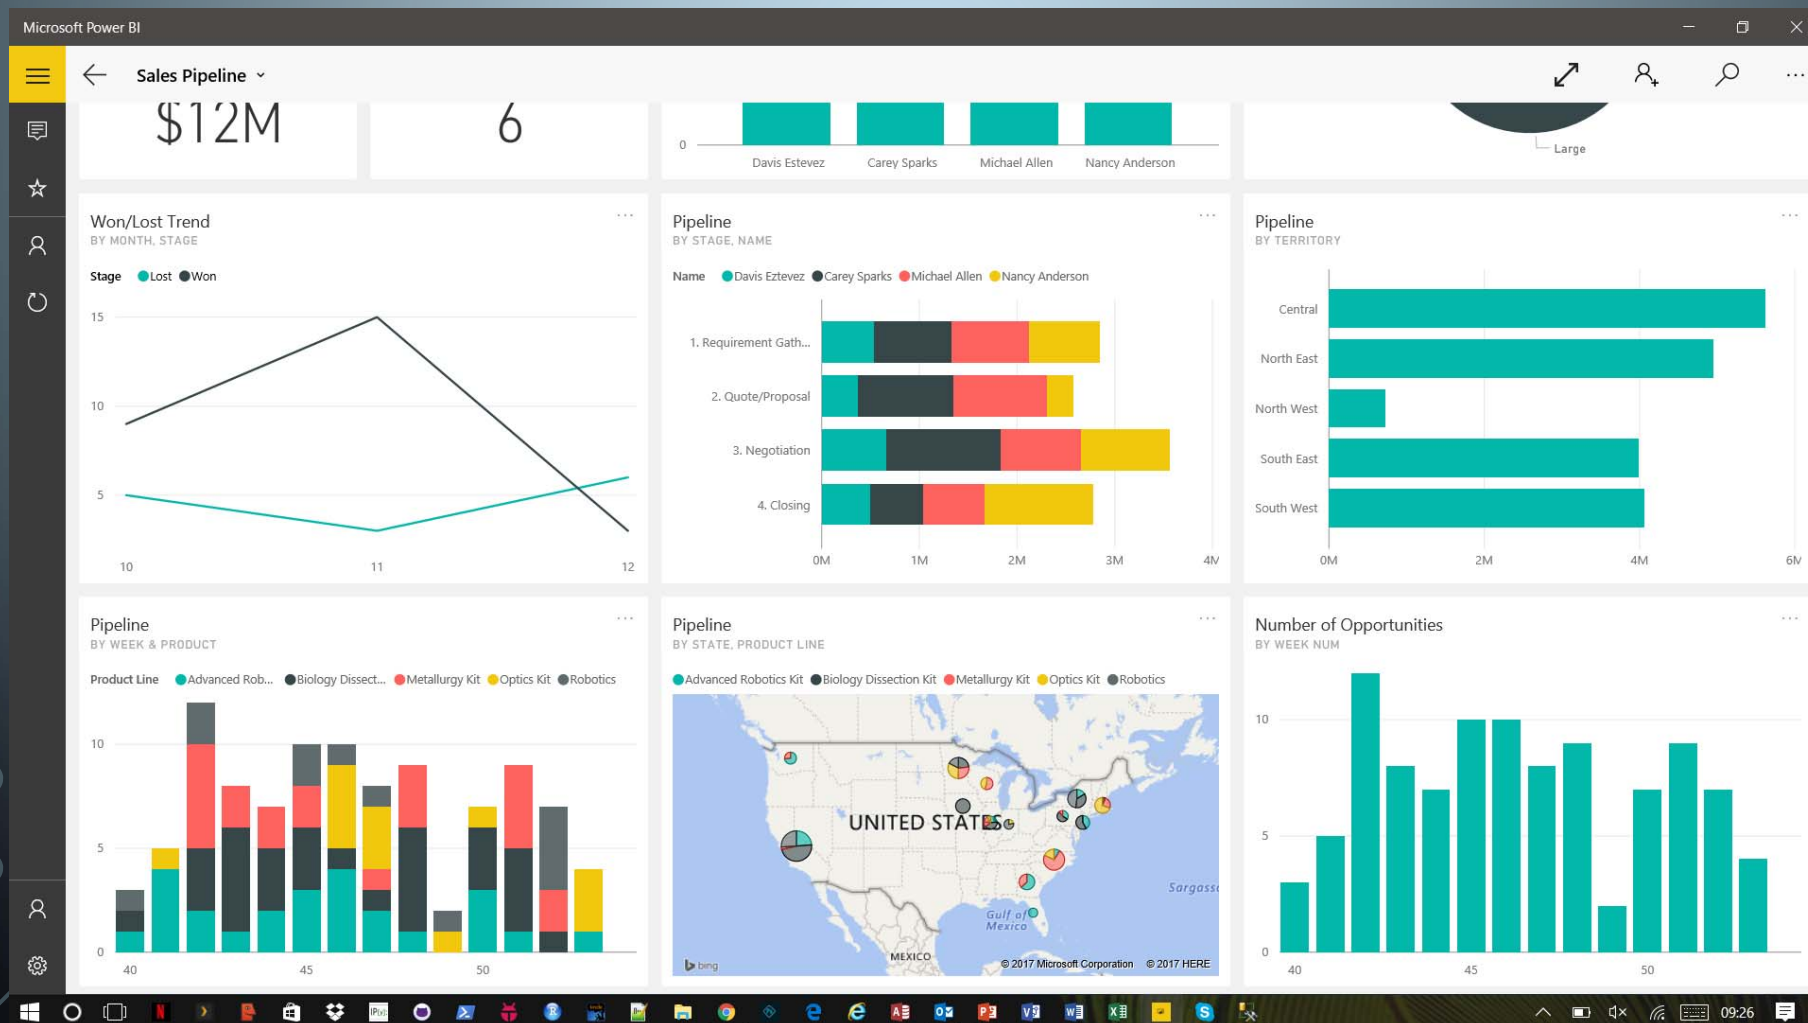 Microsoft Power BI
Sales Pipeline
$12M
6
0
Davis Estevez
Carey Sparks
Michael Allen
Nancy Anderson
Large
Won/Lost Trend
BY MONTH, STAGE
Stage Lost Won
15
10
5
10 11 12
Pipeline
BY STAGE, NAME
Name Davis Eztevez Carey Sparks Michael Allen Nancy Anderson
1. Requirement Gath...
2. Quote/Proposal
3. Negotiation
4. Closing
0M 1M 2M 3M 4M
Pipeline
BY TERRITORY
Central
North East
North West
South East
South West
0M 2M 4M 6M
Pipeline
BY WEEK & PRODUCT
Product Line Advanced Rob... Biology Dissect... Metallurgy Kit Optics Kit Robotics
10
5
0
40 45 50
Pipeline
BY STATE, PRODUCT LINE
Advanced Robotics Kit Biology Dissection Kit Metallurgy Kit Optics Kit Robotics
UNITED STATES
Sargass
Gulf of
Mexico
MEXICO
bing
© 2017 Microsoft Corporation © 2017 HERE
Number of Opportunities
BY WEEK NUM
10
5
0
40 45 50
09:26